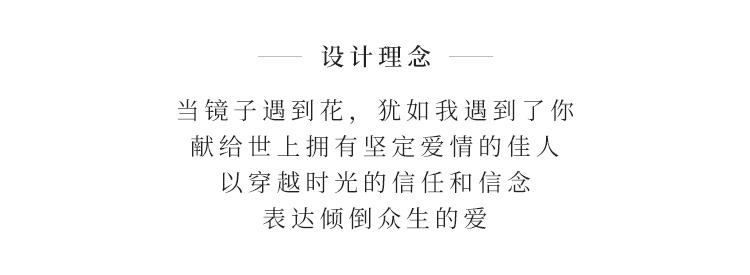 设计理念
当镜子遇到花，犹如我遇到了你
献给世上拥有坚定爱情的佳人
以穿越时光的信任和信念
表达倾倒众生的爱